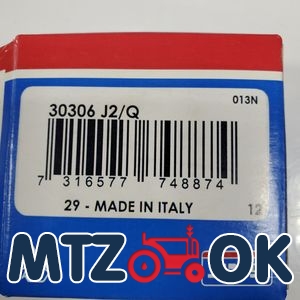 013N
30306 J2/Q
7 316577 748874
29 - MADE IN ITALY
12
MTZ OK